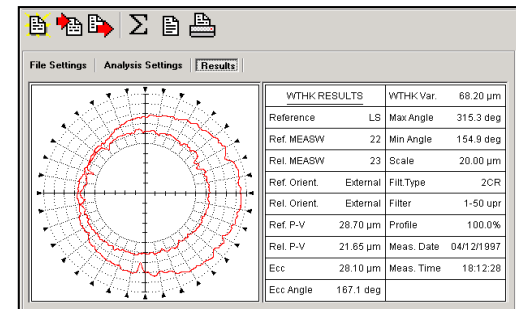 File Settings Analysis Settings Results
WTHK RESULTS WTHK Var. 68.20 µm
Reference LS Max Angle 315.3 deg
Ref. MEASW 22 Min Angle 154.9 deg
Rel. MEASW 23 Scale 20.00 µm
Ref. Orient. External Filt.Type 2CR
Rel. Orient. External Filter 1-50 upr
Ref. P-V 28.70 µm Profile 100.0%
Rel. P-V 21.65 µm Meas. Date 04/12/1997
Ecc 28.10 µm Meas. Time 18:12:28
Ecc Angle 167.1 deg